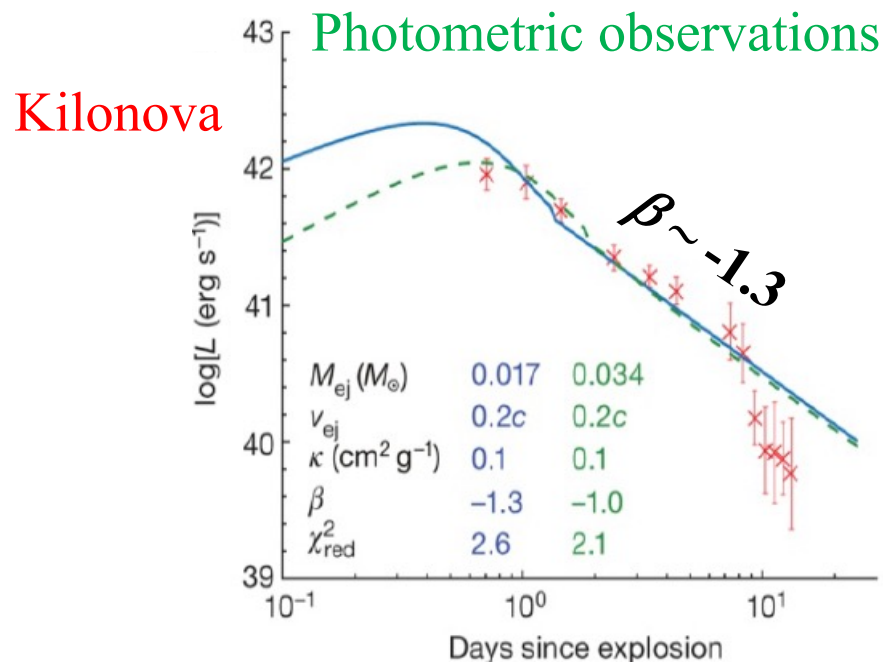 Photometric observations
Kilonova
43
42
41
40
39
log[L (erg s⁻¹)]
β ~ -1.3
M_ej (M_⊙) 0.017 0.034
v_ej 0.2c 0.2c
κ (cm² g⁻¹) 0.1 0.1
β –1.3 –1.0
χ²_red 2.6 2.1
10⁻¹ 10⁰ 10¹
Days since explosion